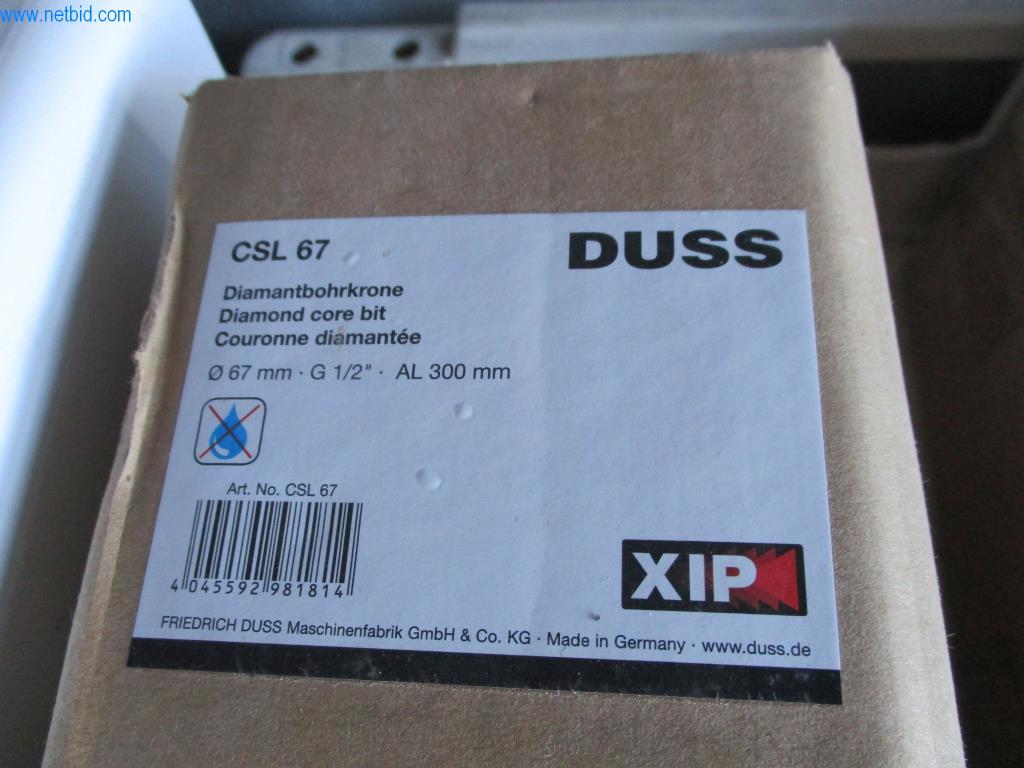 www.netbid.com
CSL 67
DUSS
Diamantbohrkrone
Diamond core bit
Couronne diamantée
Ø 67 mm · G 1/2" · AL 300 mm
Art. No. CSL 67
4 045592 981814
XIP
FRIEDRICH DUSS Maschinenfabrik GmbH & Co. KG · Made in Germany · www.duss.de